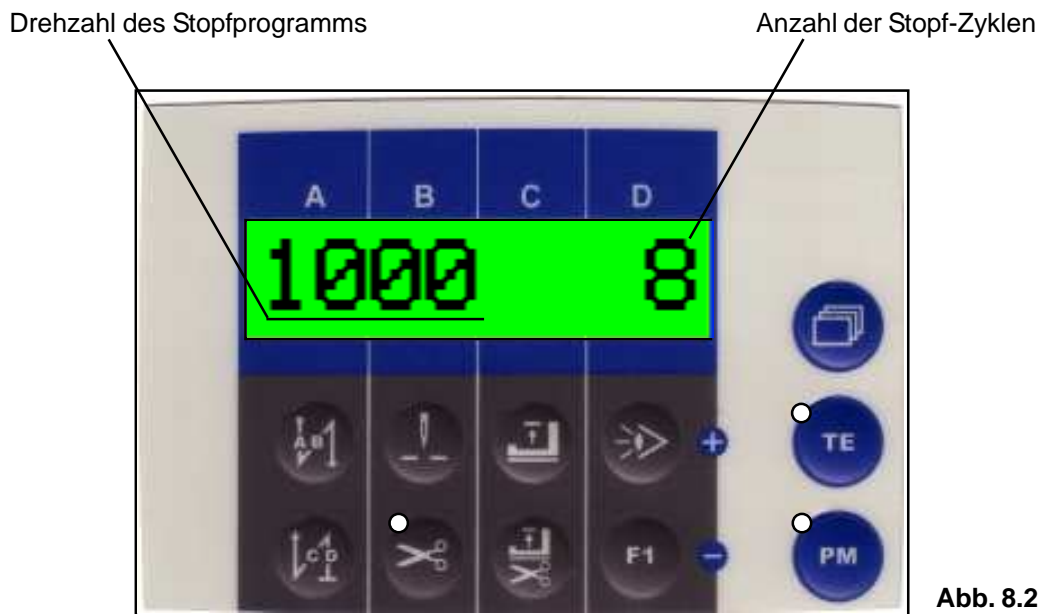 Drehzahl des Stopfprogramms
Anzahl der Stopf-Zyklen
A B C D
1000 8
A B
+
TE
C D
F1
−
PM
Abb. 8.2